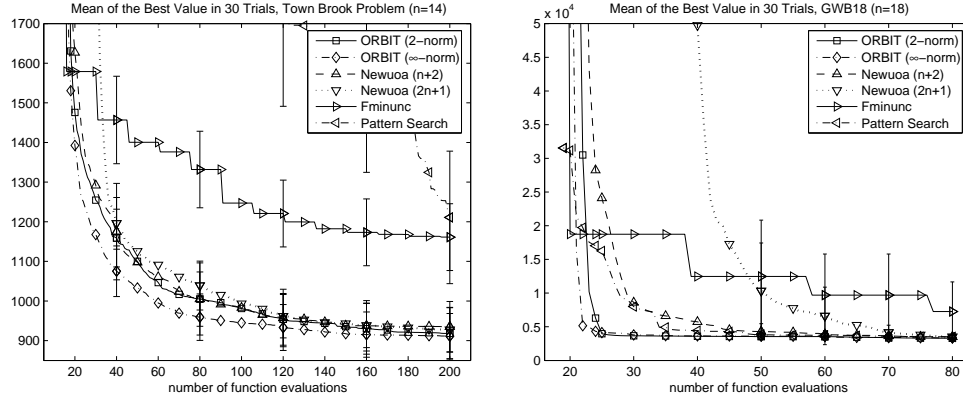 Mean of the Best Value in 30 Trials, Town Brook Problem (n=14)
1700
1600
1500
1400
1300
1200
1100
1000
900
20 40 60 80 100 120 140 160 180 200
number of function evaluations
ORBIT (2-norm)
ORBIT (∞-norm)
Newuoa (n+2)
Newuoa (2n+1)
Fminunc
Pattern Search
Mean of the Best Value in 30 Trials, GWB18 (n=18)
x 10^4
5
4.5
4
3.5
3
2.5
2
1.5
1
0.5
0
20 30 40 50 60 70 80
number of function evaluations
ORBIT (2-norm)
ORBIT (∞-norm)
Newuoa (n+2)
Newuoa (2n+1)
Fminunc
Pattern Search